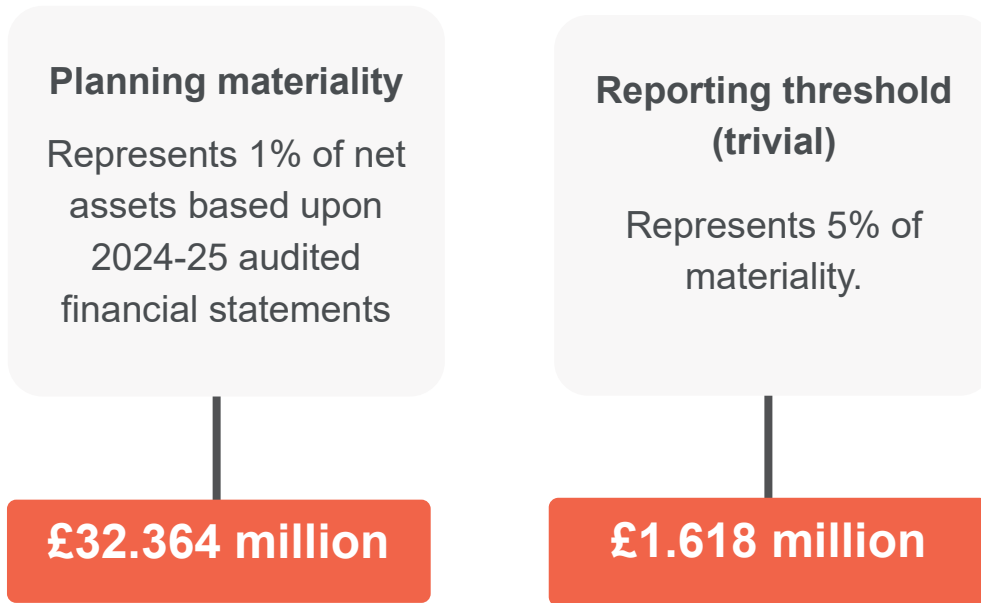 Planning materiality
Represents 1% of net
assets based upon
2024-25 audited
financial statements
£32.364 million
Reporting threshold
(trivial)
Represents 5% of
materiality.
£1.618 million